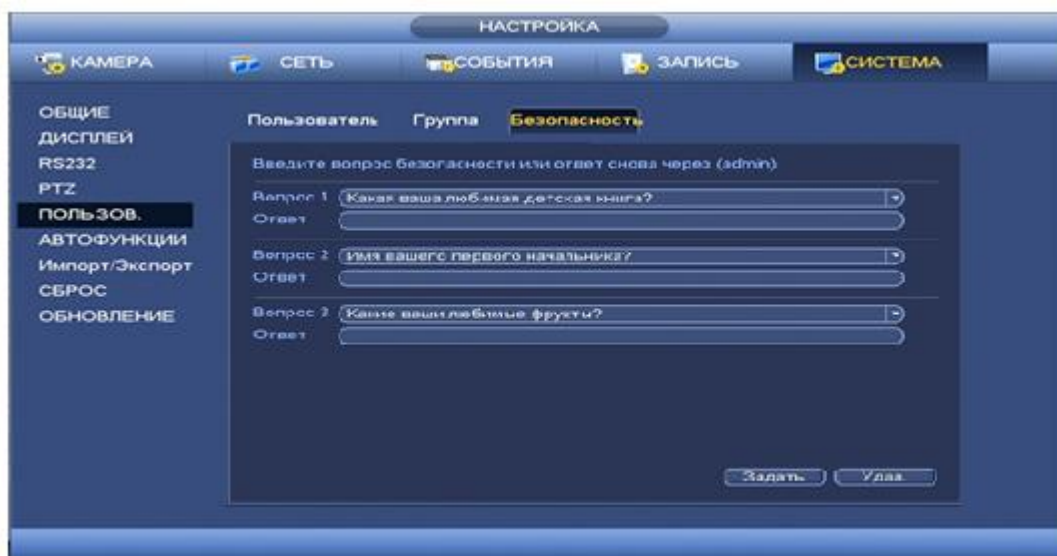 НАСТРОЙКА
КАМЕРА СЕТЬ СОБЫТИЯ ЗАПИСЬ СИСТЕМА
ОБЩИЕ
ДИСПЛЕЙ
RS232
PTZ
ПОЛЬЗОВ.
АВТОФУНКЦИИ
Импорт/Экспорт
СБРОС
ОБНОВЛЕНИЕ
Пользователь Группа Безопасность
Введите вопрос безопасности или ответ снова через (admin)
Вопрос 1 Какая ваша любимая детская книга?
Ответ
Вопрос 2 Имя вашего первого начальника?
Ответ
Вопрос 3 Какие ваши любимые фрукты?
Ответ
Задать Удал.